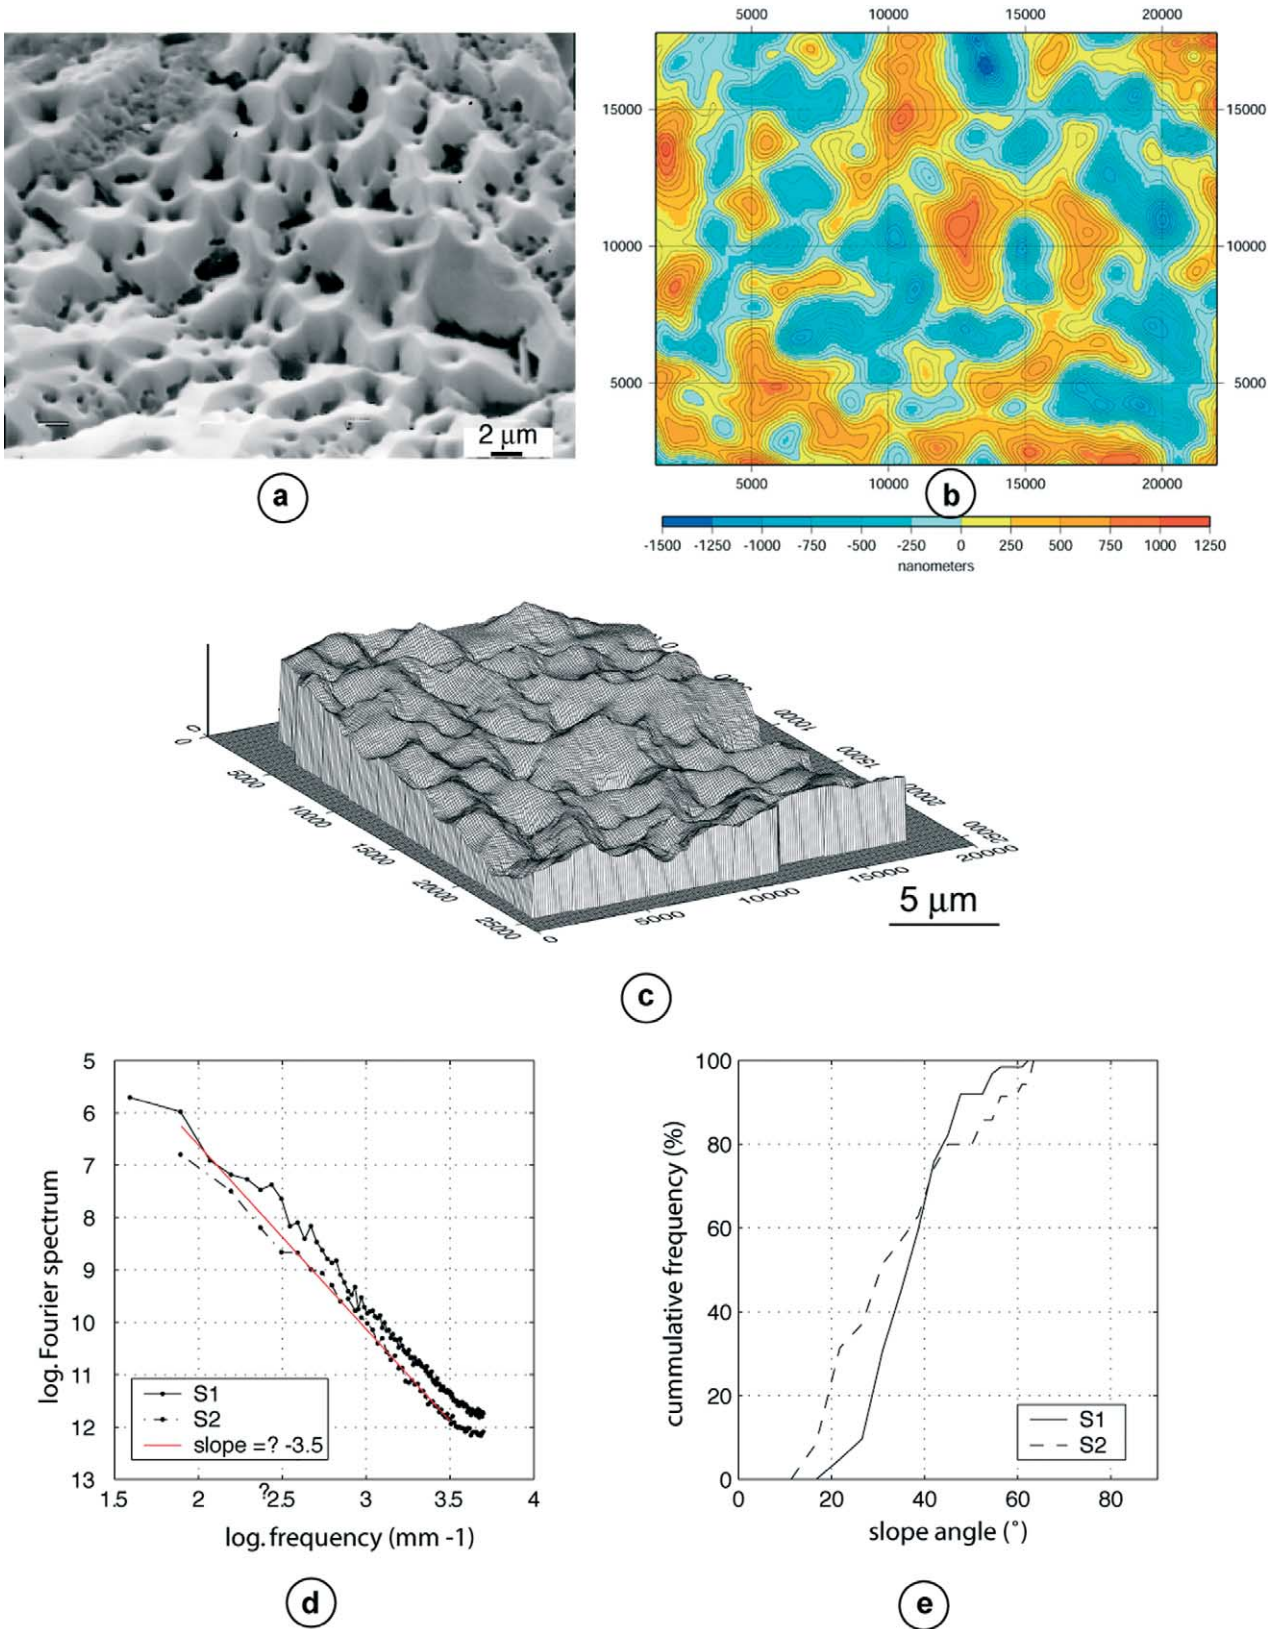 2 μm
a
5000 10000 15000 20000
15000 15000
10000 10000
5000 5000
5000 10000 15000 20000
b
-1500 -1250 -1000 -750 -500 -250 0 250 500 750 1000 1250
nanometers
0
0
5000
10000
15000
20000
25000
0
5000
10000
15000
20000
0
10000
15000
20000
25000
5 μm
c
5
6
7
8
9
10
11
12
13
log. Fourier spectrum
S1
S2
slope =? -3.5
1.5 2 ?2.5 3 3.5 4
log. frequency (mm -1)
d
100
80
60
40
20
0
cummulative frequency (%)
S1
S2
0 20 40 60 80
slope angle (°)
e